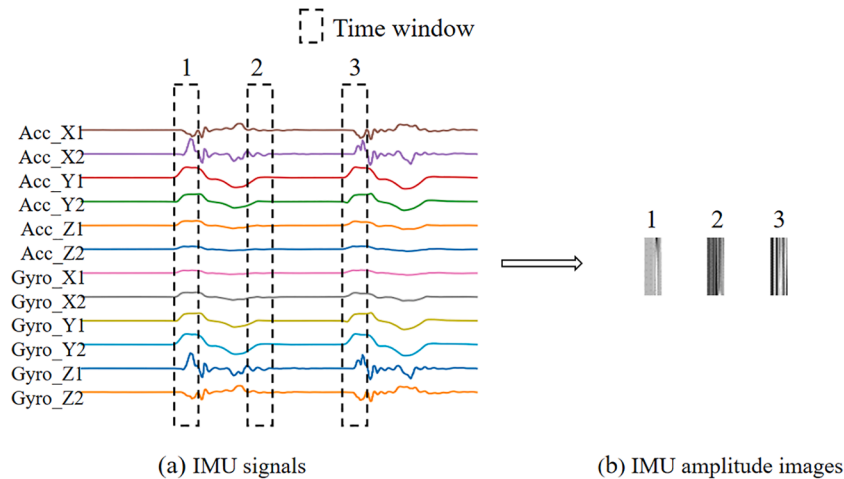 Time window
1 2 3
Acc_X1
Acc_X2
Acc_Y1
Acc_Y2
Acc_Z1
Acc_Z2
Gyro_X1
Gyro_X2
Gyro_Y1
Gyro_Y2
Gyro_Z1
Gyro_Z2
1 2 3
(a) IMU signals
(b) IMU amplitude images